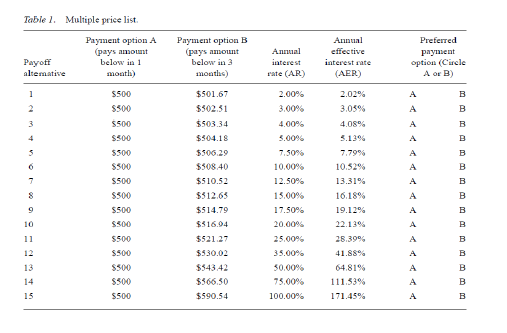 Table 1. Multiple price list.
Payment option A Payment option B Annual Preferred
(pays amount (pays amount Annual effective payment
Payoff below in 1 below in 3 interest interest rate option (Circle
alternative month) months) rate (AR) (AER) A or B)
1 $500 $501.67 2.00% 2.02% A B
2 $500 $502.51 3.00% 3.05% A B
3 $500 $503.34 4.00% 4.08% A B
4 $500 $504.18 5.00% 5.13% A B
5 $500 $506.29 7.50% 7.79% A B
6 $500 $508.40 10.00% 10.52% A B
7 $500 $510.52 12.50% 13.31% A B
8 $500 $512.65 15.00% 16.18% A B
9 $500 $514.79 17.50% 19.12% A B
10 $500 $516.94 20.00% 22.13% A B
11 $500 $521.27 25.00% 28.39% A B
12 $500 $530.02 35.00% 41.88% A B
13 $500 $543.42 50.00% 64.81% A B
14 $500 $566.50 75.00% 111.53% A B
15 $500 $590.54 100.00% 171.45% A B